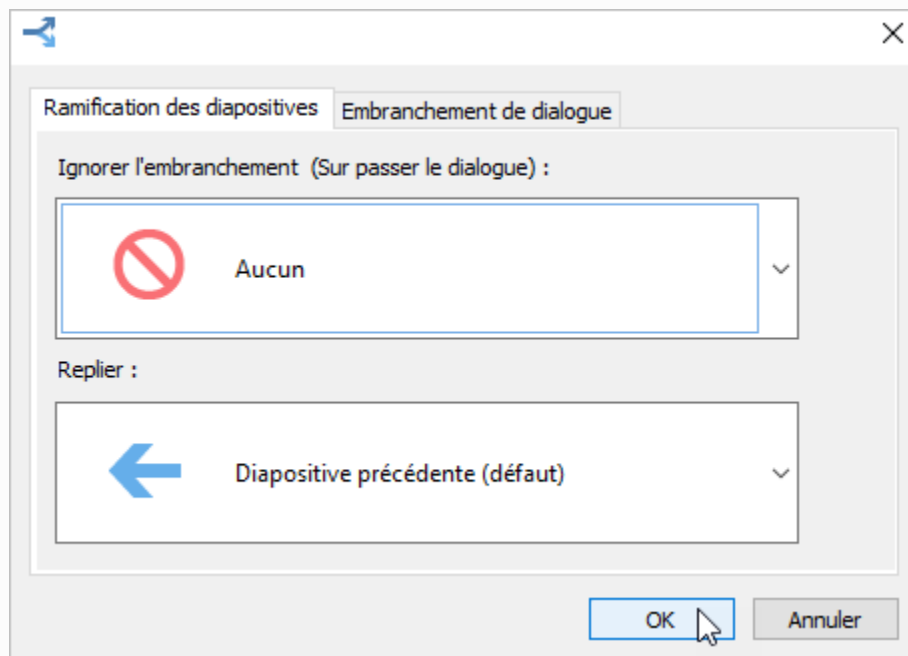 Ramification des diapositives
Embranchement de dialogue
Ignorer l'embranchement (Sur passer le dialogue) :
Aucun
Replier :
Diapositive précédente (défaut)
OK
Annuler